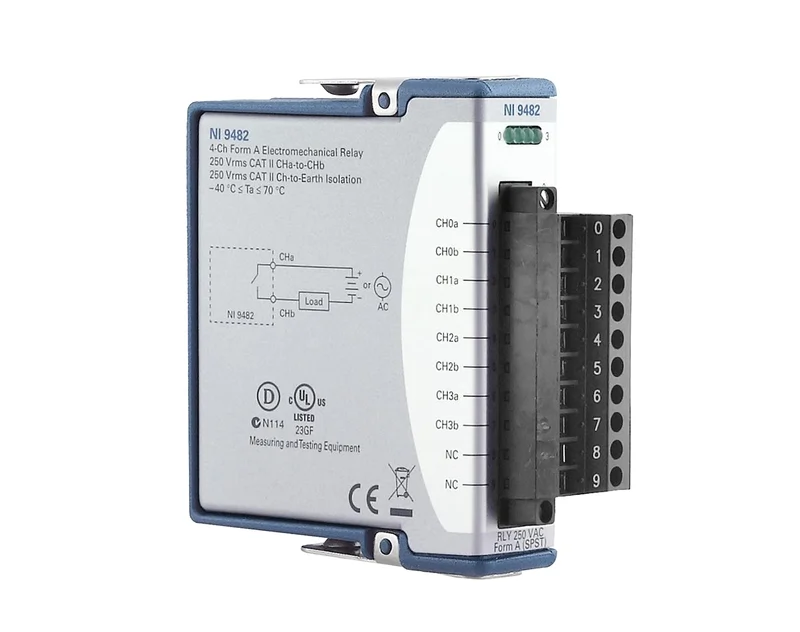 NI 9482
4-Ch Form A Electromechanical Relay
250 Vrms CAT II CHa-to-CHb
250 Vrms CAT II Ch-to-Earth Isolation
–40 °C ≤ Ta ≤ 70 °C
CHa
+
or
–
AC
Load
NI 9482
CHb
D
c UL US
LISTED
N114
23GF
Measuring and Testing Equipment
CE
NI 9482
0 3
CH0a
CH0b
CH1a
CH1b
CH2a
CH2b
CH3a
CH3b
NC
NC
RLY 250 VAC
Form A (SPST)
0
1
2
3
4
5
6
7
8
9